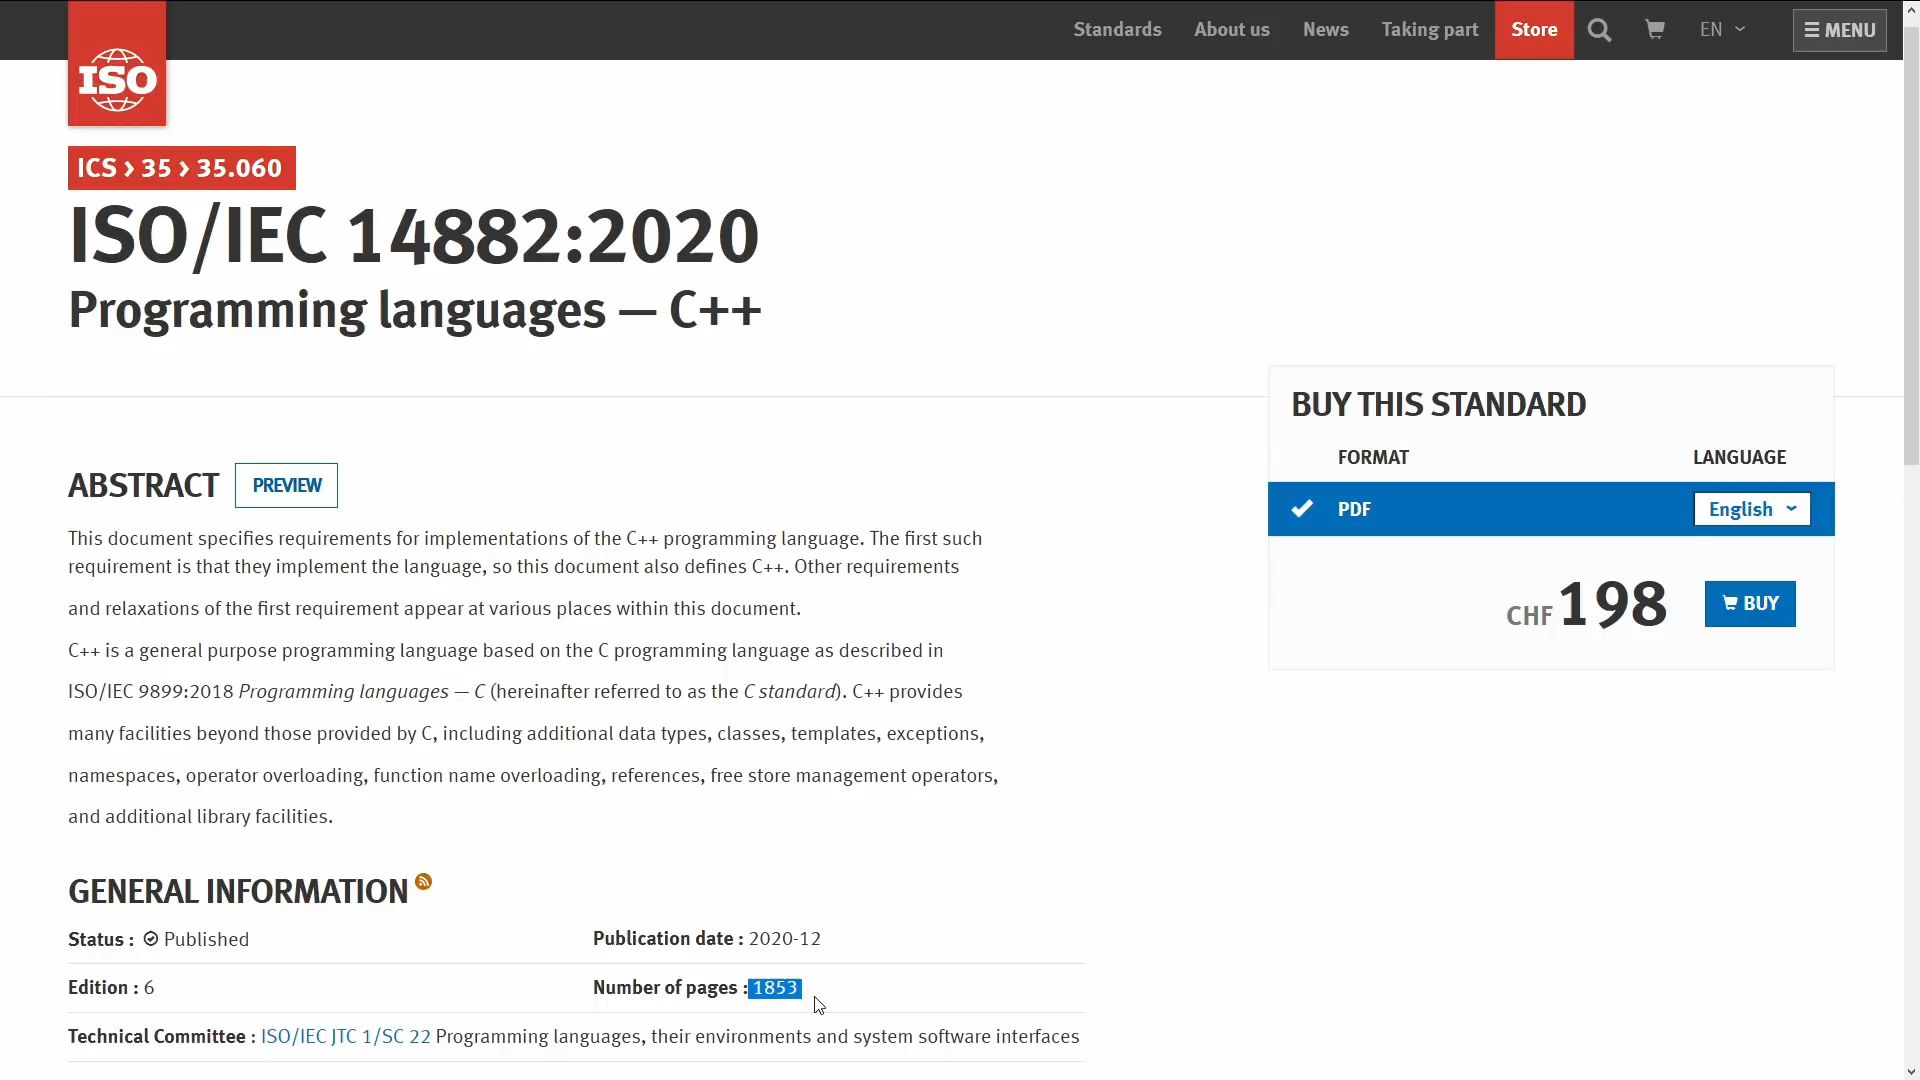 Standards About us News Taking part Store EN MENU
ISO
ICS › 35 › 35.060
ISO/IEC 14882:2020
Programming languages — C++
BUY THIS STANDARD
FORMAT LANGUAGE
PDF English
CHF 198 BUY
ABSTRACT PREVIEW
This document specifies requirements for implementations of the C++ programming language. The first such
requirement is that they implement the language, so this document also defines C++. Other requirements
and relaxations of the first requirement appear at various places within this document.
C++ is a general purpose programming language based on the C programming language as described in
ISO/IEC 9899:2018 Programming languages — C (hereinafter referred to as the C standard). C++ provides
many facilities beyond those provided by C, including additional data types, classes, templates, exceptions,
namespaces, operator overloading, function name overloading, references, free store management operators,
and additional library facilities.
GENERAL INFORMATION
Status : Published Publication date : 2020-12
Edition : 6 Number of pages : 1853
Technical Committee : ISO/IEC JTC 1/SC 22 Programming languages, their environments and system software interfaces